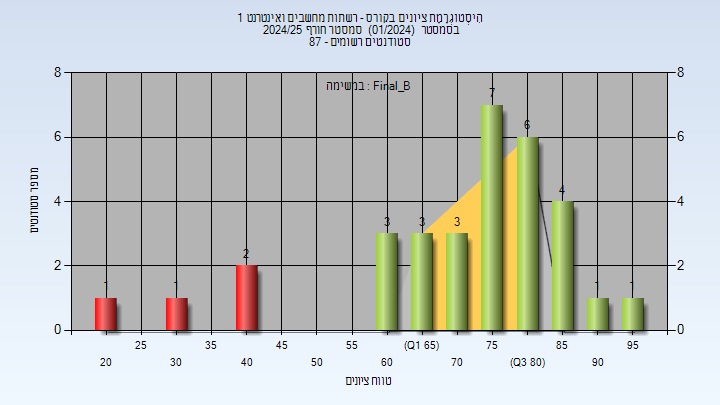 הִיסְטוֹגְרַמַּת ציונים בקורס - רשתות מחשבים ואינטרנט 1
בסמסטר (01/2024) סמסטר חורף 2024/25
סטודנטים רשומים - 87
במשימה : Final_B
מספר סטודנטים
8 8
6 6
4 4
2 2
0 0
1 1 2 3 3 3 7 6 4 1 1
25 35 45 55 (Q1 65) 75 85 95
20 30 40 50 60 70 (Q3 80) 90
טווח ציונים